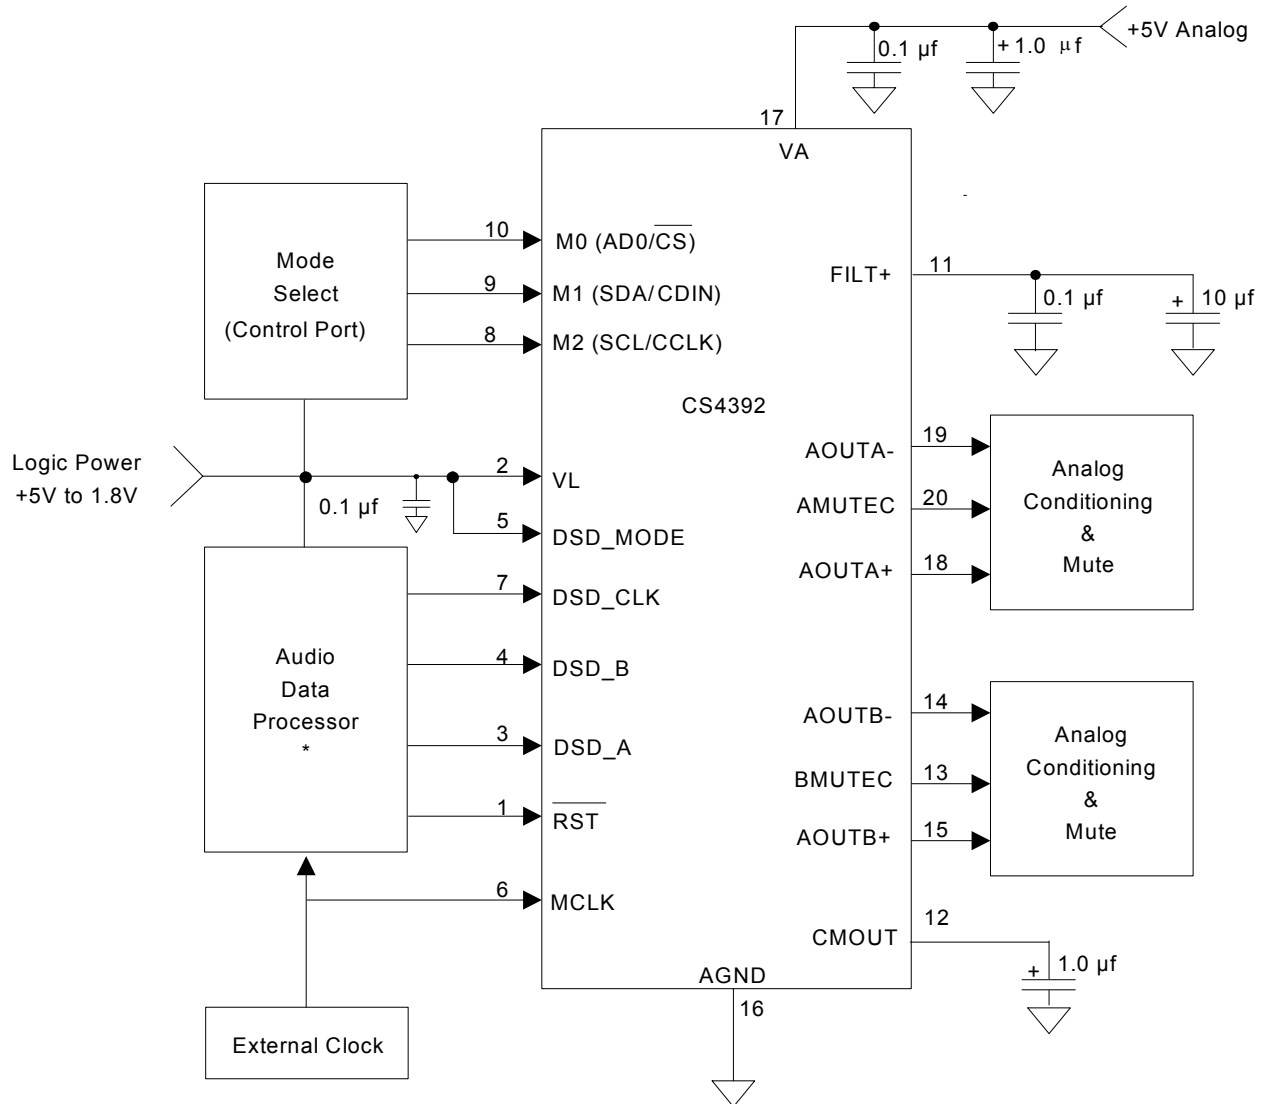 +5V Analog
0.1 µf
+ 1.0 µf
17
VA
Mode
Select
(Control Port)
10
M0 (AD0/C̅S̅)
9
M1 (SDA/CDIN)
8
M2 (SCL/CCLK)
FILT+
11
0.1 µf
+ 10 µf
CS4392
Logic Power
+5V to 1.8V
2
VL
0.1 µf
5
DSD_MODE
7
DSD_CLK
4
DSD_B
3
DSD_A
1
R̅S̅T̅
Audio
Data
Processor
*
6
MCLK
External Clock
AOUTA-
19
AMUTEC
20
AOUTA+
18
Analog
Conditioning
&
Mute
AOUTB-
14
BMUTEC
13
AOUTB+
15
Analog
Conditioning
&
Mute
CMOUT
12
+ 1.0 µf
AGND
16